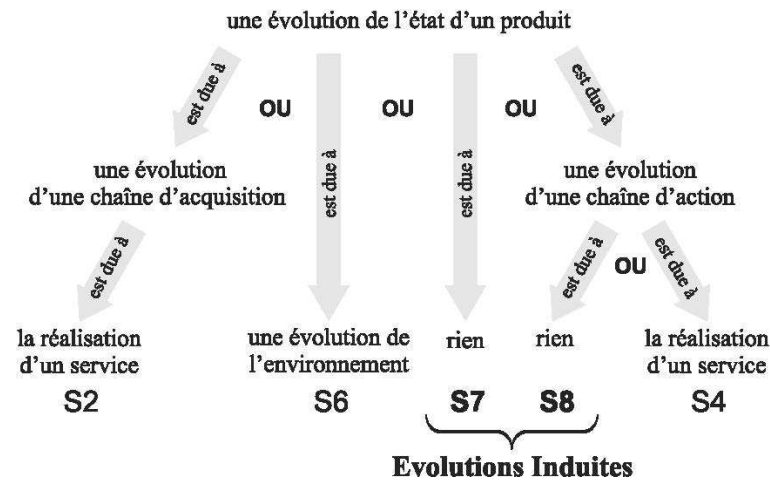 une évolution de l'état d'un produit
est due à
OU
est due à
OU
est due à
OU
est due à
une évolution
d'une chaîne d'acquisition
une évolution
d'une chaîne d'action
est due à
est due à
OU
est due à
la réalisation
d'un service
S2
une évolution de
l'environnement
S6
rien
S7
rien
S8
la réalisation
d'un service
S4
Evolutions Induites